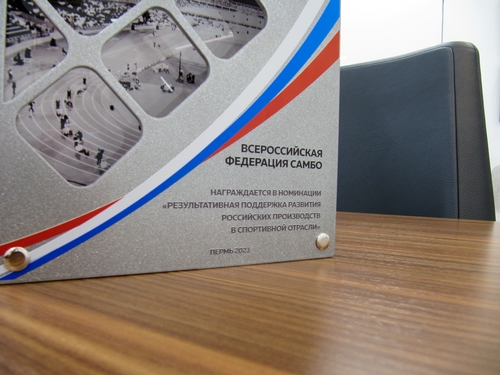 ВСЕРОССИЙСКАЯ
ФЕДЕРАЦИЯ САМБО
НАГРАЖДАЕТСЯ В НОМИНАЦИИ
«РЕЗУЛЬТАТИВНАЯ ПОДДЕРЖКА РАЗВИТИЯ
РОССИЙСКИХ ПРОИЗВОДСТВ
В СПОРТИВНОЙ ОТРАСЛИ»
ПЕРМЬ 2023